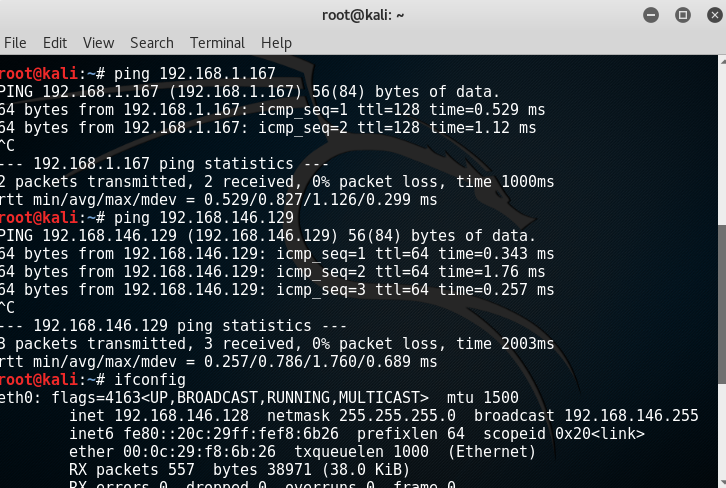 root@kali: ~
File Edit View Search Terminal Help
root@kali:~# ping 192.168.1.167
PING 192.168.1.167 (192.168.1.167) 56(84) bytes of data.
64 bytes from 192.168.1.167: icmp_seq=1 ttl=128 time=0.529 ms
64 bytes from 192.168.1.167: icmp_seq=2 ttl=128 time=1.12 ms
^C
--- 192.168.1.167 ping statistics ---
2 packets transmitted, 2 received, 0% packet loss, time 1000ms
rtt min/avg/max/mdev = 0.529/0.827/1.126/0.299 ms
root@kali:~# ping 192.168.146.129
PING 192.168.146.129 (192.168.146.129) 56(84) bytes of data.
64 bytes from 192.168.146.129: icmp_seq=1 ttl=64 time=0.343 ms
64 bytes from 192.168.146.129: icmp_seq=2 ttl=64 time=1.76 ms
64 bytes from 192.168.146.129: icmp_seq=3 ttl=64 time=0.257 ms
^C
--- 192.168.146.129 ping statistics ---
3 packets transmitted, 3 received, 0% packet loss, time 2003ms
rtt min/avg/max/mdev = 0.257/0.786/1.760/0.689 ms
root@kali:~# ifconfig
eth0: flags=4163<UP,BROADCAST,RUNNING,MULTICAST>  mtu 1500
        inet 192.168.146.128  netmask 255.255.255.0  broadcast 192.168.146.255
        inet6 fe80::20c:29ff:fef8:6b26  prefixlen 64  scopeid 0x20<link>
        ether 00:0c:29:f8:6b:26  txqueuelen 1000  (Ethernet)
        RX packets 557  bytes 38971 (38.0 KiB)
        RX errors 0  dropped 0  overruns 0  frame 0